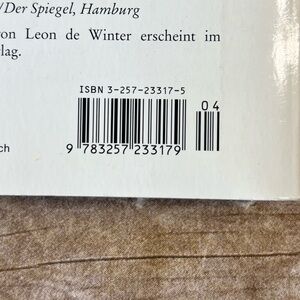 /Der Spiegel, Hamburg
von Leon de Winter erscheint im
lag.
ISBN 3-257-23317-5
04
ch
9 783257 233179